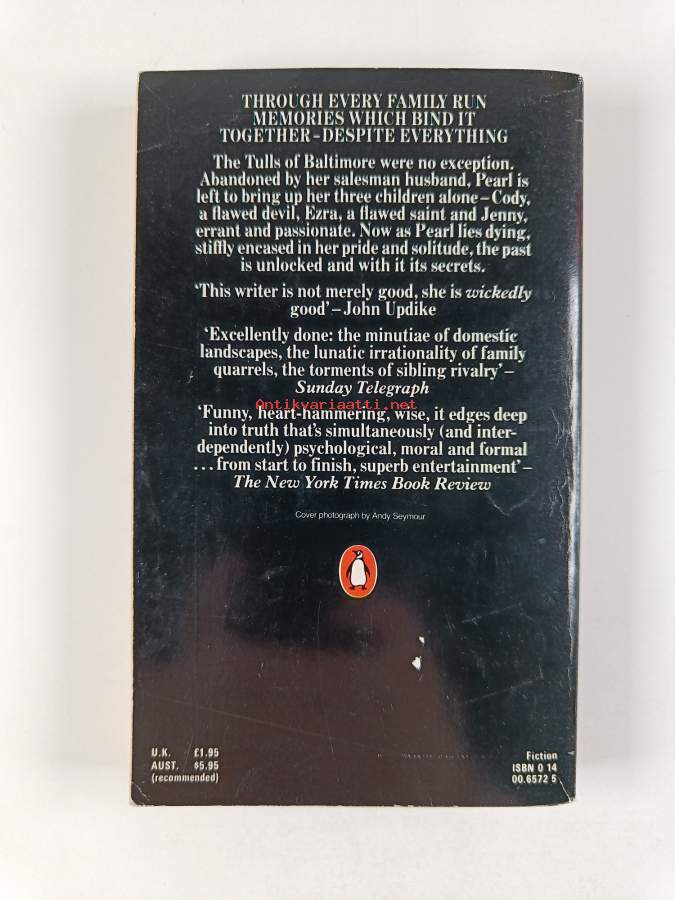 THROUGH EVERY FAMILY RUN
MEMORIES WHICH BIND IT
TOGETHER – DESPITE EVERYTHING
The Tulls of Baltimore were no exception.
Abandoned by her salesman husband, Pearl is
left to bring up her three children alone – Cody,
a flawed devil, Ezra, a flawed saint and Jenny,
errant and passionate. Now as Pearl lies dying,
stiffly encased in her pride and solitude, the past
is unlocked and with it its secrets.
‘This writer is not merely good, she is wickedly
good’ – John Updike
‘Excellently done: the minutiae of domestic
landscapes, the lunatic irrationality of family
quarrels, the torments of sibling rivalry’ –
Sunday Telegraph
Antikvariaatti.net
‘Funny, heart-hammering, wise, it edges deep
into truth that’s simultaneously (and inter-
dependently) psychological, moral and formal
. . . from start to finish, superb entertainment’ –
The New York Times Book Review
Cover photograph by Andy Seymour
U.K. £1.95
AUST. $5.95
(recommended)
Fiction
ISBN 0 14
00.6572 5